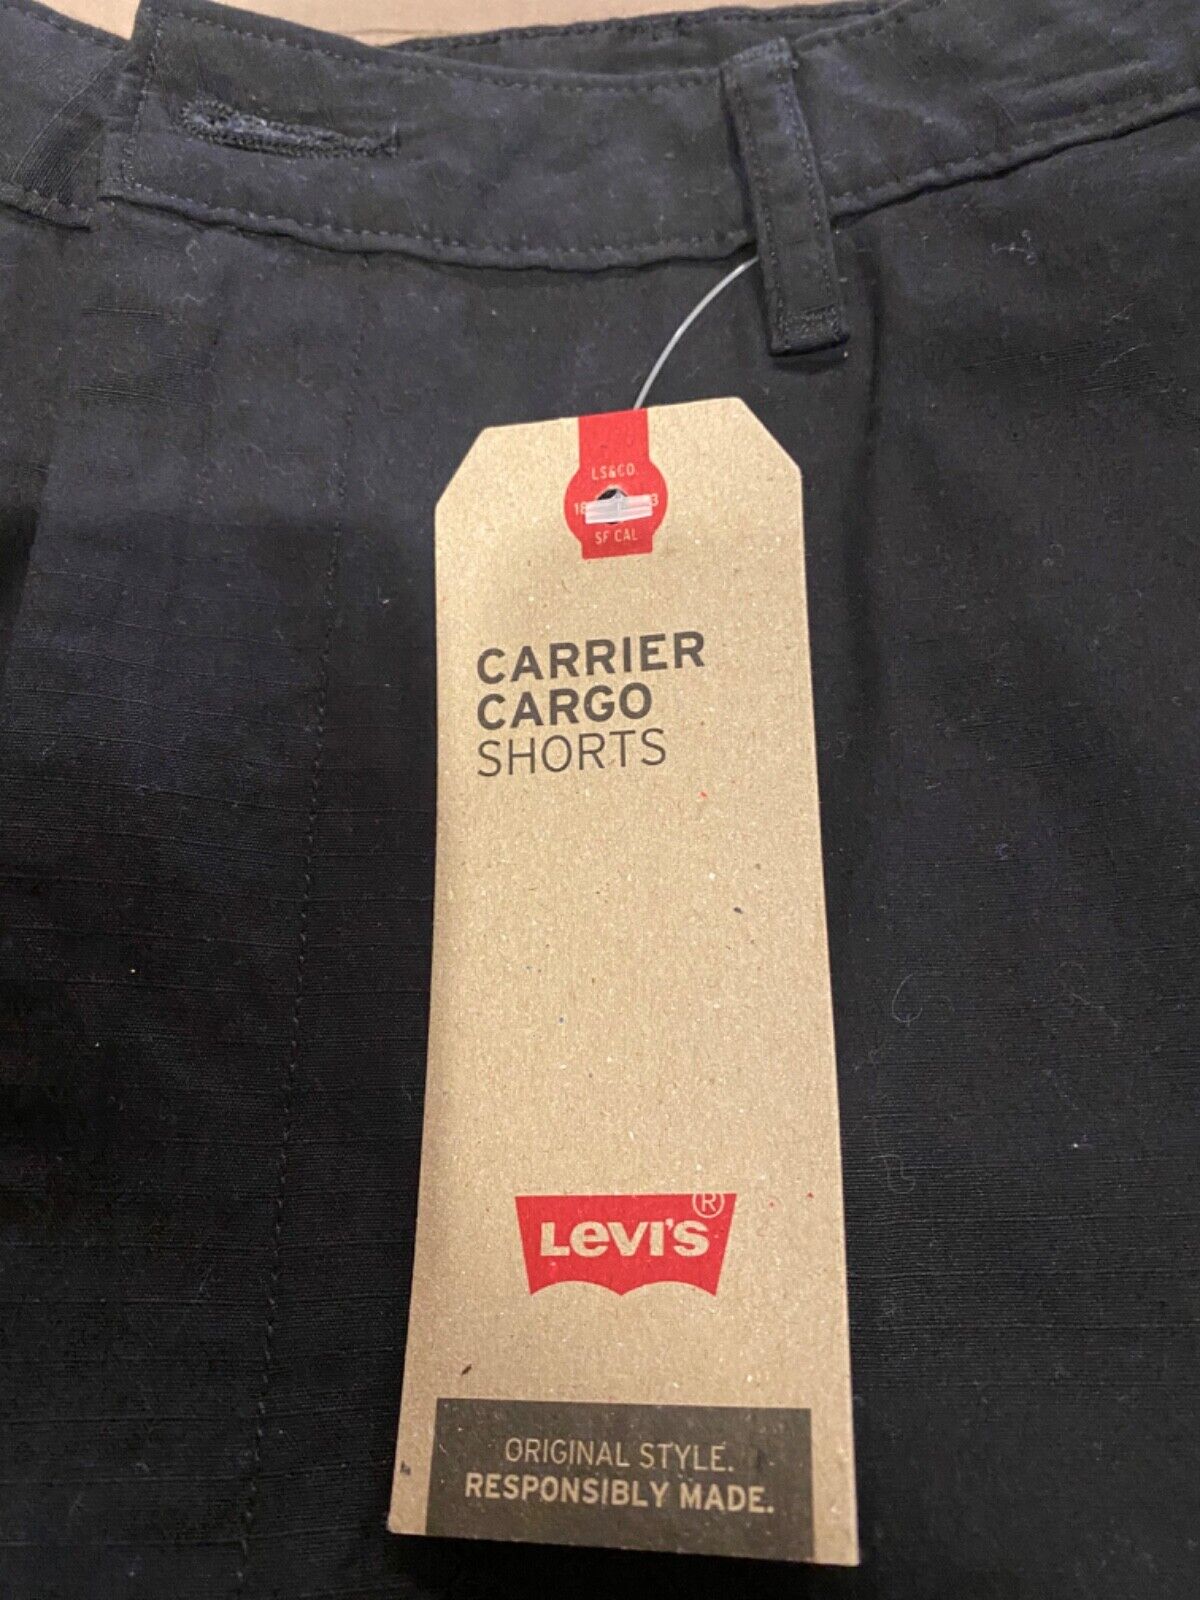 LS&CO.
SF CAL
CARRIER
CARGO
SHORTS
LEVI'S®
ORIGINAL STYLE.
RESPONSIBLY MADE.